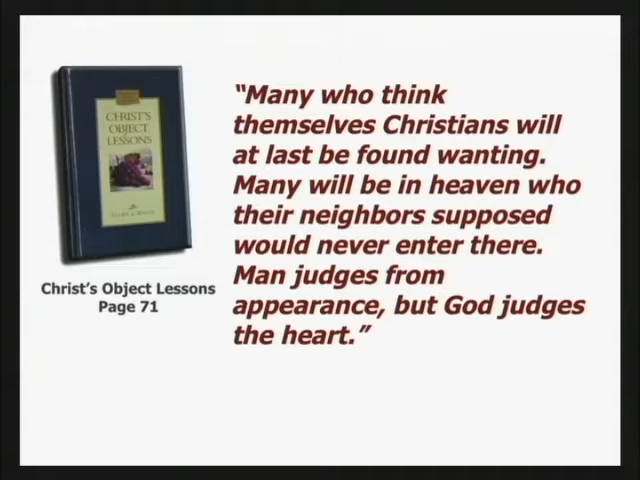 CHRIST'S
OBJECT
LESSONS
Christ's Object Lessons
Page 71
“Many who think
themselves Christians will
at last be found wanting.
Many will be in heaven who
their neighbors supposed
would never enter there.
Man judges from
appearance, but God judges
the heart.”